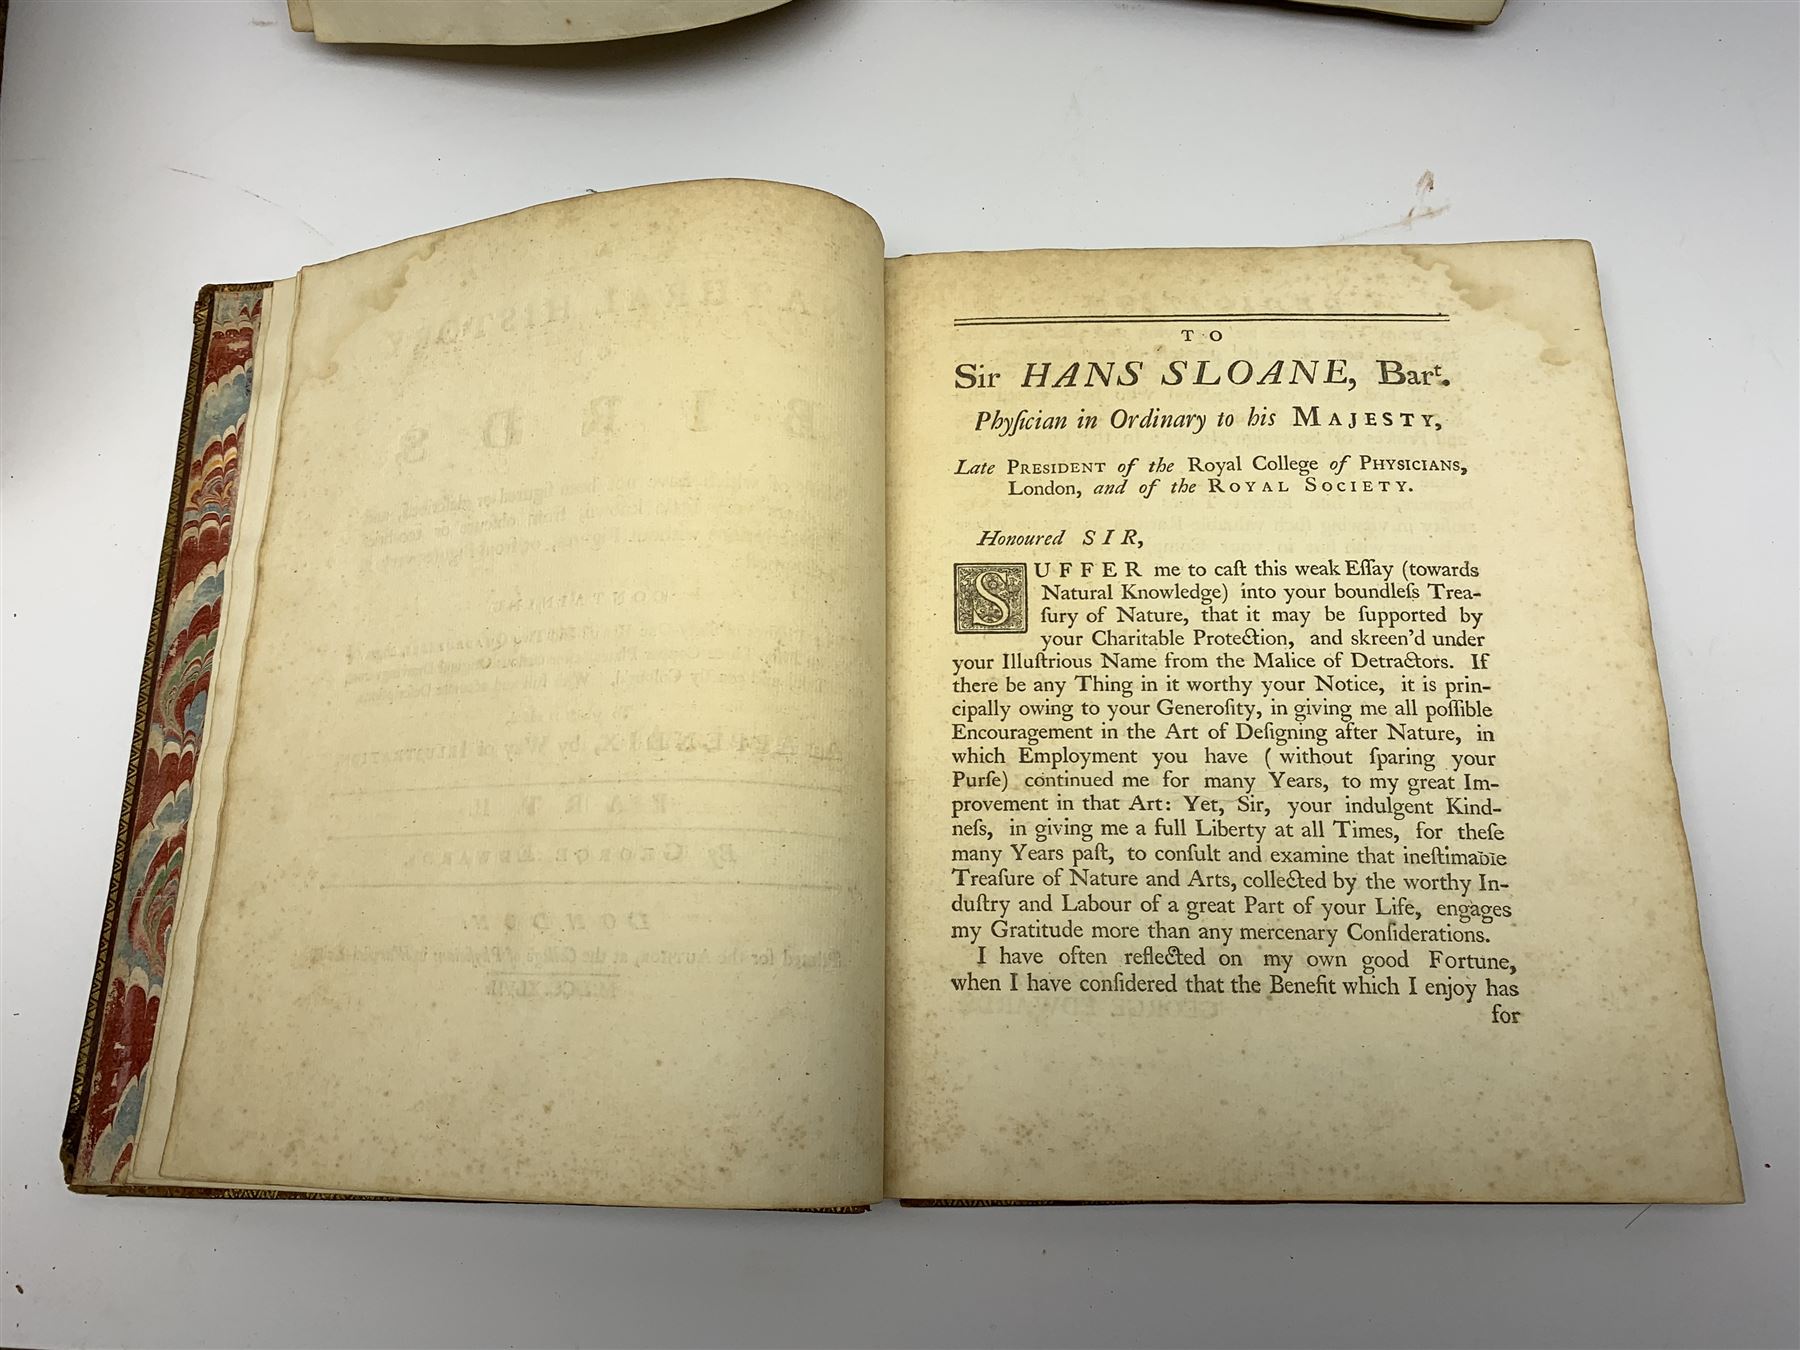 TO
Sir HANS SLOANE, Barᵗ.
Phyſician in Ordinary to his MAJESTY,
Late PRESIDENT of the Royal College of PHYSICIANS,
London, and of the ROYAL SOCIETY.
Honoured SIR,
SUFFER me to caſt this weak Eſſay (towards
Natural Knowledge) into your boundleſs Trea-
ſury of Nature, that it may be ſupported by
your Charitable Protection, and skreen'd under
your Illuſtrious Name from the Malice of Detractors. If
there be any Thing in it worthy your Notice, it is prin-
cipally owing to your Generoſity, in giving me all poſſible
Encouragement in the Art of Deſigning after Nature, in
which Employment you have (without ſparing your
Purſe) continued me for many Years, to my great Im-
provement in that Art: Yet, Sir, your indulgent Kind-
neſs, in giving me a full Liberty at all Times, for theſe
many Years paſt, to conſult and examine that ineſtimable
Treaſure of Nature and Arts, collected by the worthy In-
duſtry and Labour of a great Part of your Life, engages
my Gratitude more than any mercenary Conſiderations.
I have often reflected on my own good Fortune,
when I have conſidered that the Benefit which I enjoy has
for